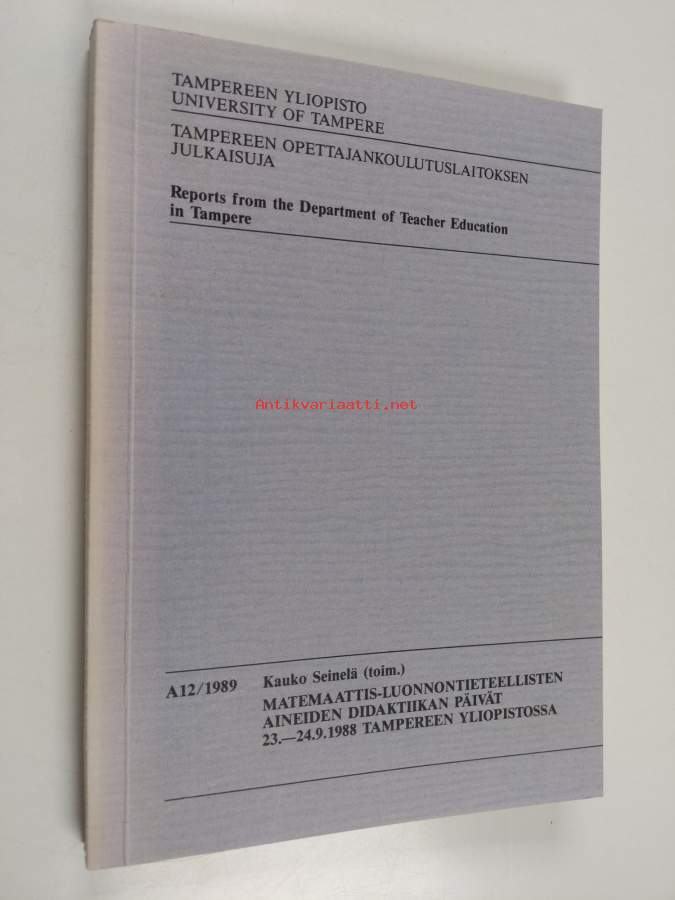 TAMPEREEN YLIOPISTO
UNIVERSITY OF TAMPERE
TAMPEREEN OPETTAJANKOULUTUSLAITOKSEN
JULKAISUJA
Reports from the Department of Teacher Education
in Tampere
Antikvariaatti.net
A12/1989 Kauko Seinelä (toim.)
MATEMAATTIS-LUONNONTIETEELLISTEN
AINEIDEN DIDAKTIIKAN PÄIVÄT
23.—24.9.1988 TAMPEREEN YLIOPISTOSSA